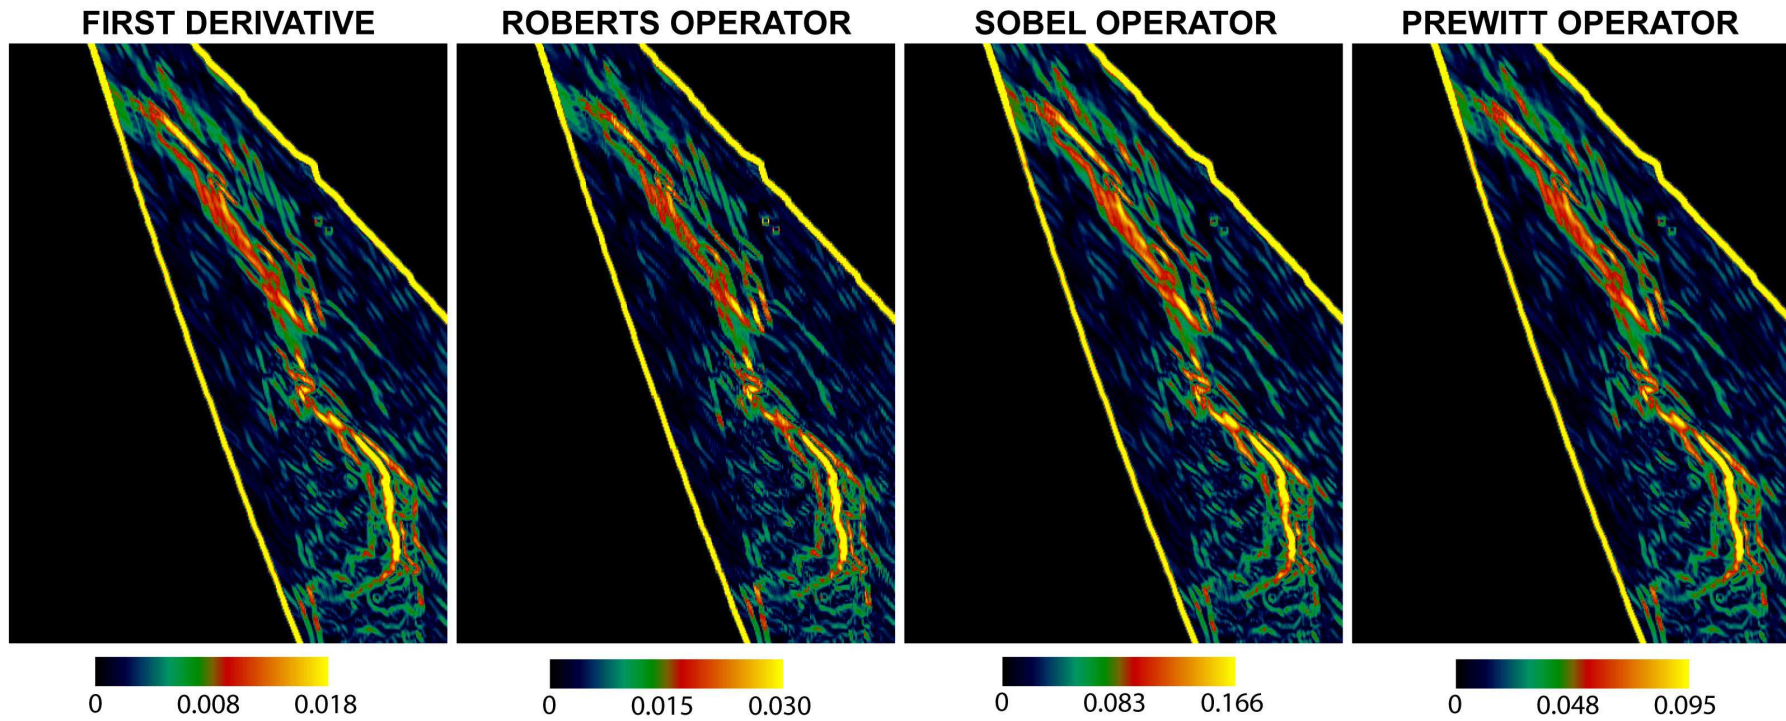 FIRST DERIVATIVE
ROBERTS OPERATOR
SOBEL OPERATOR
PREWITT OPERATOR
0 0.008 0.018
0 0.015 0.030
0 0.083 0.166
0 0.048 0.095